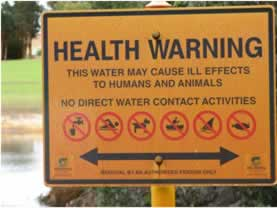 HEALTH WARNING
THIS WATER MAY CAUSE ILL EFFECTS
TO HUMANS AND ANIMALS
NO DIRECT WATER CONTACT ACTIVITIES
REMOVAL BY AN AUTHORISED PERSON ONLY